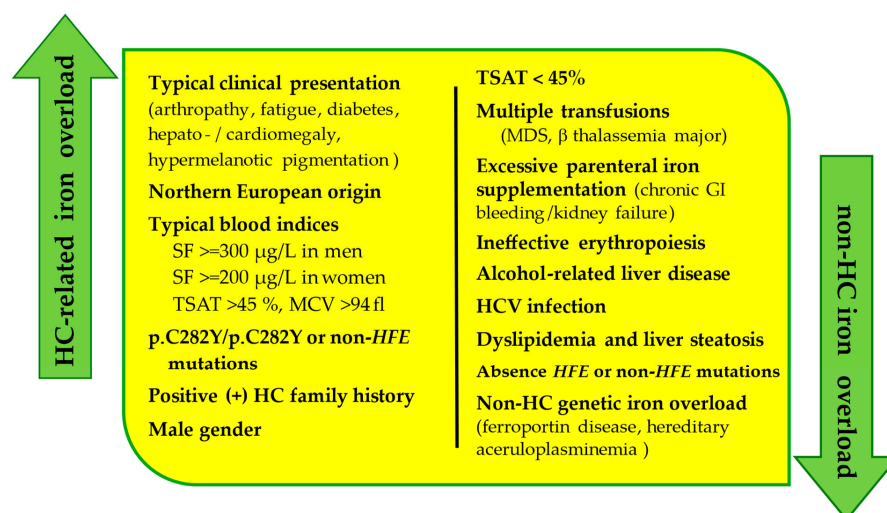 HC-related iron overload
Typical clinical presentation
(arthropathy, fatigue, diabetes,
hepato- / cardiomegaly,
hypermelanotic pigmentation )
Northern European origin
Typical blood indices
SF >=300 µg/L in men
SF >=200 µg/L in women
TSAT >45 %, MCV >94 fl
p.C282Y/p.C282Y or non-HFE
mutations
Positive (+) HC family history
Male gender
TSAT < 45%
Multiple transfusions
(MDS, β thalassemia major)
Excessive parenteral iron
supplementation (chronic GI
bleeding/kidney failure)
Ineffective erythropoiesis
Alcohol-related liver disease
HCV infection
Dyslipidemia and liver steatosis
Absence HFE or non-HFE mutations
Non-HC genetic iron overload
(ferroportin disease, hereditary
aceruloplasminemia )
non-HC iron overload